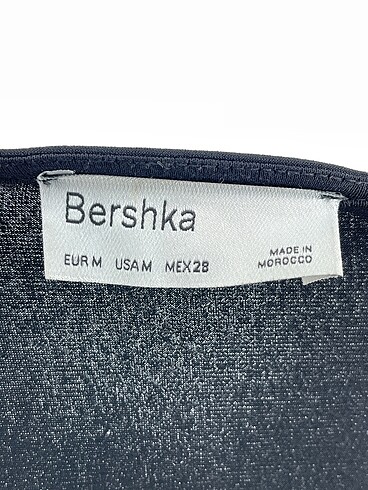 Bershka
EUR M USA M MEX 28
MADE IN
MOROCCO